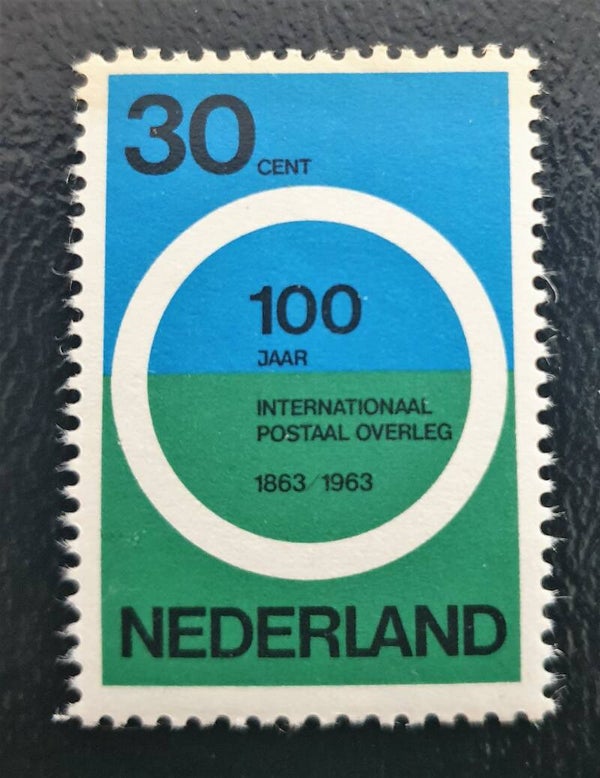 30 CENT
100
JAAR
INTERNATIONAAL
POSTAAL OVERLEG
1863/1963
NEDERLAND